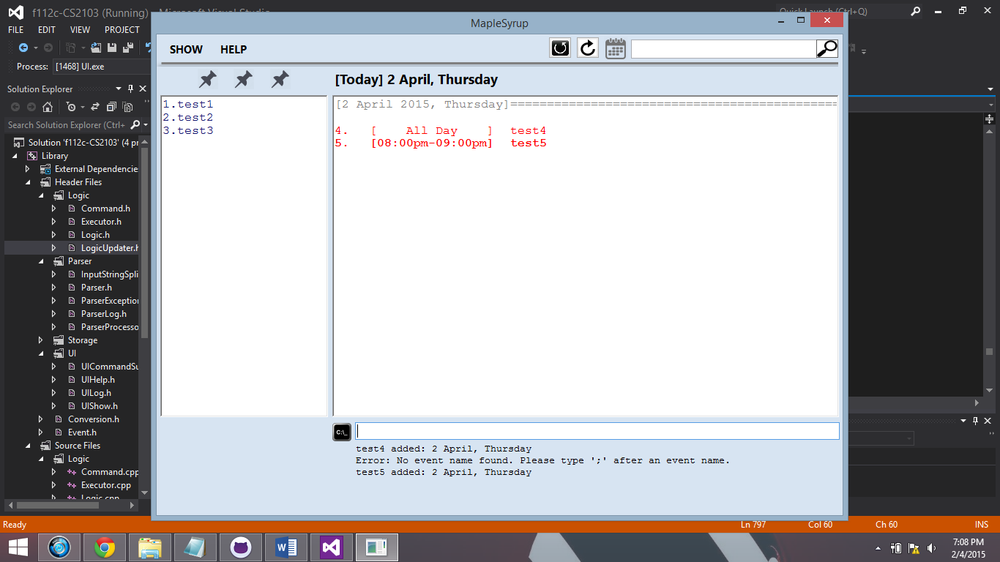 f112c-CS2103 (Running) - Microsoft Visual Studio
Quick Launch (Ctrl+Q)
FILE EDIT VIEW PROJECT
Process: [1468] UI.exe
Solution Explorer
Search Solution Explorer (Ctrl+
Solution 'f112c-CS2103' (4 pr
Library
External Dependencie
Header Files
Logic
Command.h
Executor.h
Logic.h
LogicUpdater.h
Parser
InputStringSpli
Parser.h
ParserException
ParserLog.h
ParserProcesso
Storage
UI
UICommandSu
UIHelp.h
UILog.h
UIShow.h
Conversion.h
Event.h
Source Files
Logic
Command.cpp
Executor.cpp
Logic.cpp
MapleSyrup
SHOW HELP
[Today] 2 April, Thursday
1.test1
2.test2
3.test3
[2 April 2015, Thursday]=============================================
4. [ All Day ] test4
5. [08:00pm-09:00pm] test5
C:\_
test4 added: 2 April, Thursday
Error: No event name found. Please type ';' after an event name.
test5 added: 2 April, Thursday
Ready Ln 797 Col 60 Ch 60 INS
7:08 PM
2/4/2015